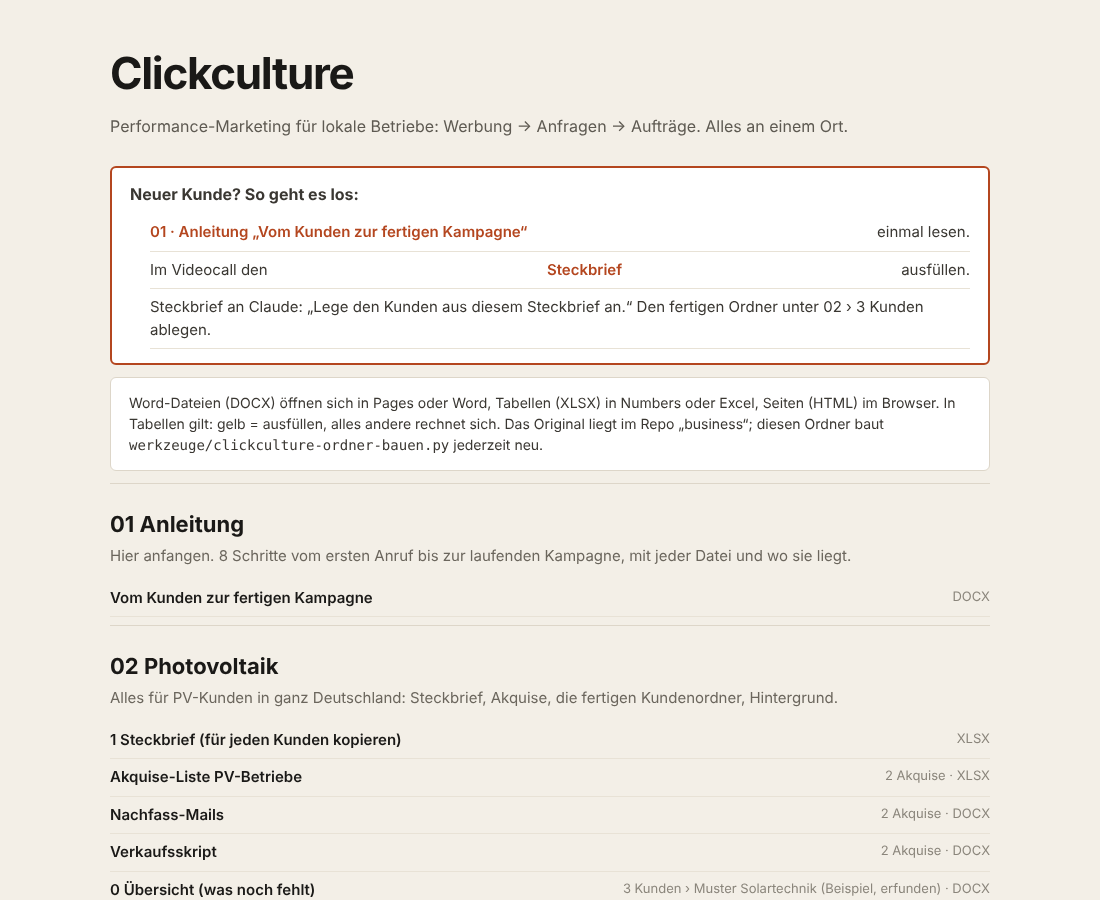 Clickculture
Performance-Marketing für lokale Betriebe: Werbung → Anfragen → Aufträge. Alles an einem Ort.
Neuer Kunde? So geht es los:
01 · Anleitung „Vom Kunden zur fertigen Kampagne“ einmal lesen.
Im Videocall den Steckbrief ausfüllen.
Steckbrief an Claude: „Lege den Kunden aus diesem Steckbrief an.“ Den fertigen Ordner unter 02 › 3 Kunden
ablegen.
Word-Dateien (DOCX) öffnen sich in Pages oder Word, Tabellen (XLSX) in Numbers oder Excel, Seiten (HTML) im Browser. In
Tabellen gilt: gelb = ausfüllen, alles andere rechnet sich. Das Original liegt im Repo „business“; diesen Ordner baut
werkzeuge/clickculture-ordner-bauen.py jederzeit neu.
01 Anleitung
Hier anfangen. 8 Schritte vom ersten Anruf bis zur laufenden Kampagne, mit jeder Datei und wo sie liegt.
Vom Kunden zur fertigen Kampagne DOCX
02 Photovoltaik
Alles für PV-Kunden in ganz Deutschland: Steckbrief, Akquise, die fertigen Kundenordner, Hintergrund.
1 Steckbrief (für jeden Kunden kopieren) XLSX
Akquise-Liste PV-Betriebe 2 Akquise · XLSX
Nachfass-Mails 2 Akquise · DOCX
Verkaufsskript 2 Akquise · DOCX
0 Übersicht (was noch fehlt) 3 Kunden › Muster Solartechnik (Beispiel, erfunden) · DOCX